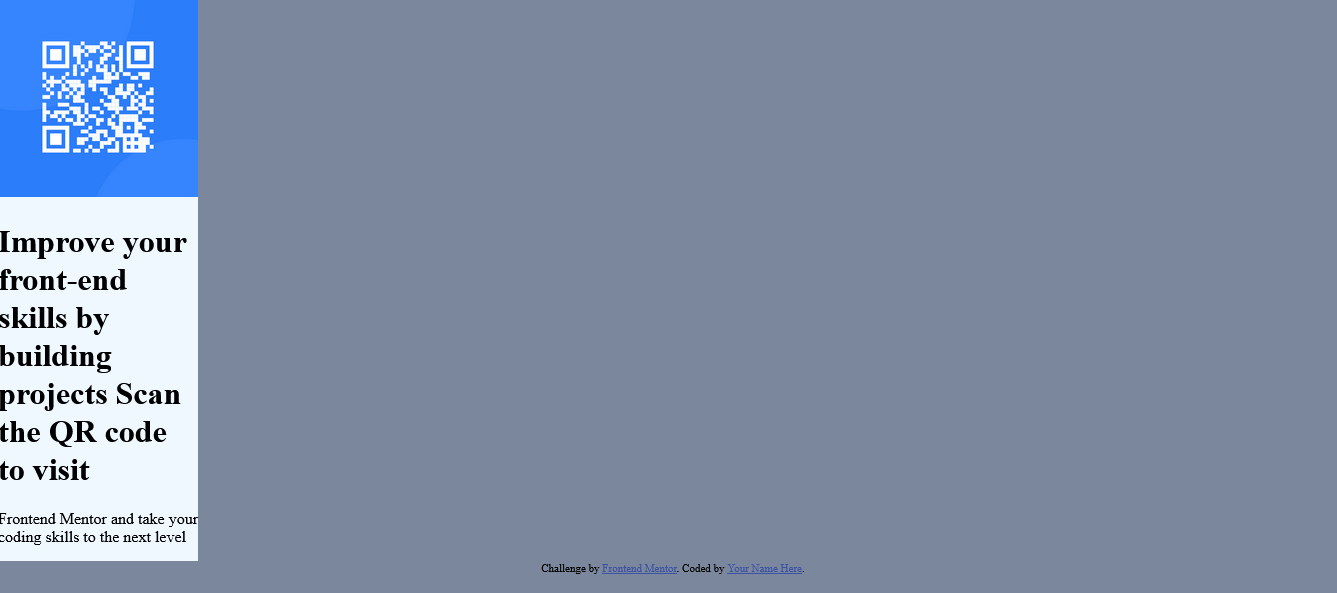 Improve your
front-end
skills by
building
projects Scan
the QR code
to visit
Frontend Mentor and take your
coding skills to the next level
Challenge by Frontend Mentor. Coded by Your Name Here.